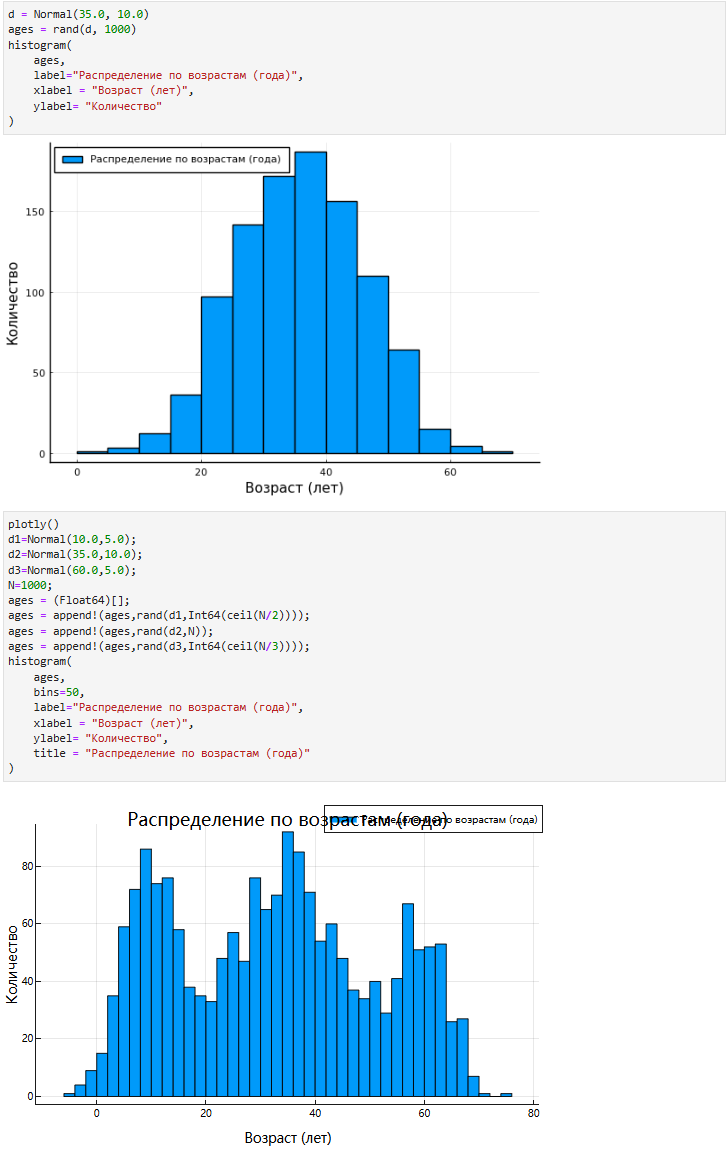 d = Normal(35.0, 10.0)
ages = rand(d, 1000)
histogram(
    ages,
    label="Распределение по возрастам (года)",
    xlabel = "Возраст (лет)",
    ylabel= "Количество"
)
Распределение по возрастам (года)
Количество
150
100
50
0
0 20 40 60
Возраст (лет)
plotly()
d1=Normal(10.0,5.0);
d2=Normal(35.0,10.0);
d3=Normal(60.0,5.0);
N=1000;
ages = (Float64)[];
ages = append!(ages,rand(d1,Int64(ceil(N/2))));
ages = append!(ages,rand(d2,N));
ages = append!(ages,rand(d3,Int64(ceil(N/3))));
histogram(
    ages,
    bins=50,
    label="Распределение по возрастам (года)",
    xlabel = "Возраст (лет)",
    ylabel= "Количество",
    title = "Распределение по возрастам (года)"
)
Распределение по возрастам (года)
Распределение по возрастам (года)
Количество
80
60
40
20
0
0 20 40 60 80
Возраст (лет)